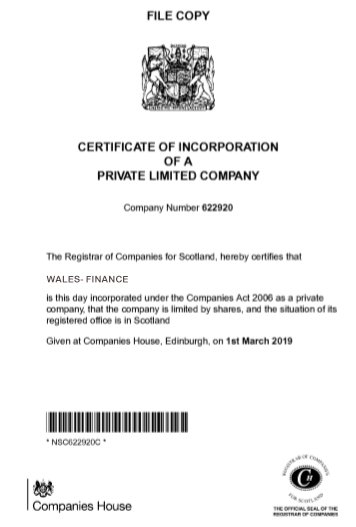 FILE COPY
CERTIFICATE OF INCORPORATION
OF A
PRIVATE LIMITED COMPANY
Company Number 622920
The Registrar of Companies for Scotland, hereby certifies that
WALES- FINANCE
is this day incorporated under the Companies Act 2006 as a private
company, that the company is limited by shares, and the situation of its
registered office is in Scotland
Given at Companies House, Edinburgh, on 1st March 2019
* NSC622920C *
Companies House
REGISTRAR OF COMPANIES
CH
FOR SCOTLAND
THE OFFICIAL SEAL OF THE
REGISTRAR OF COMPANIES